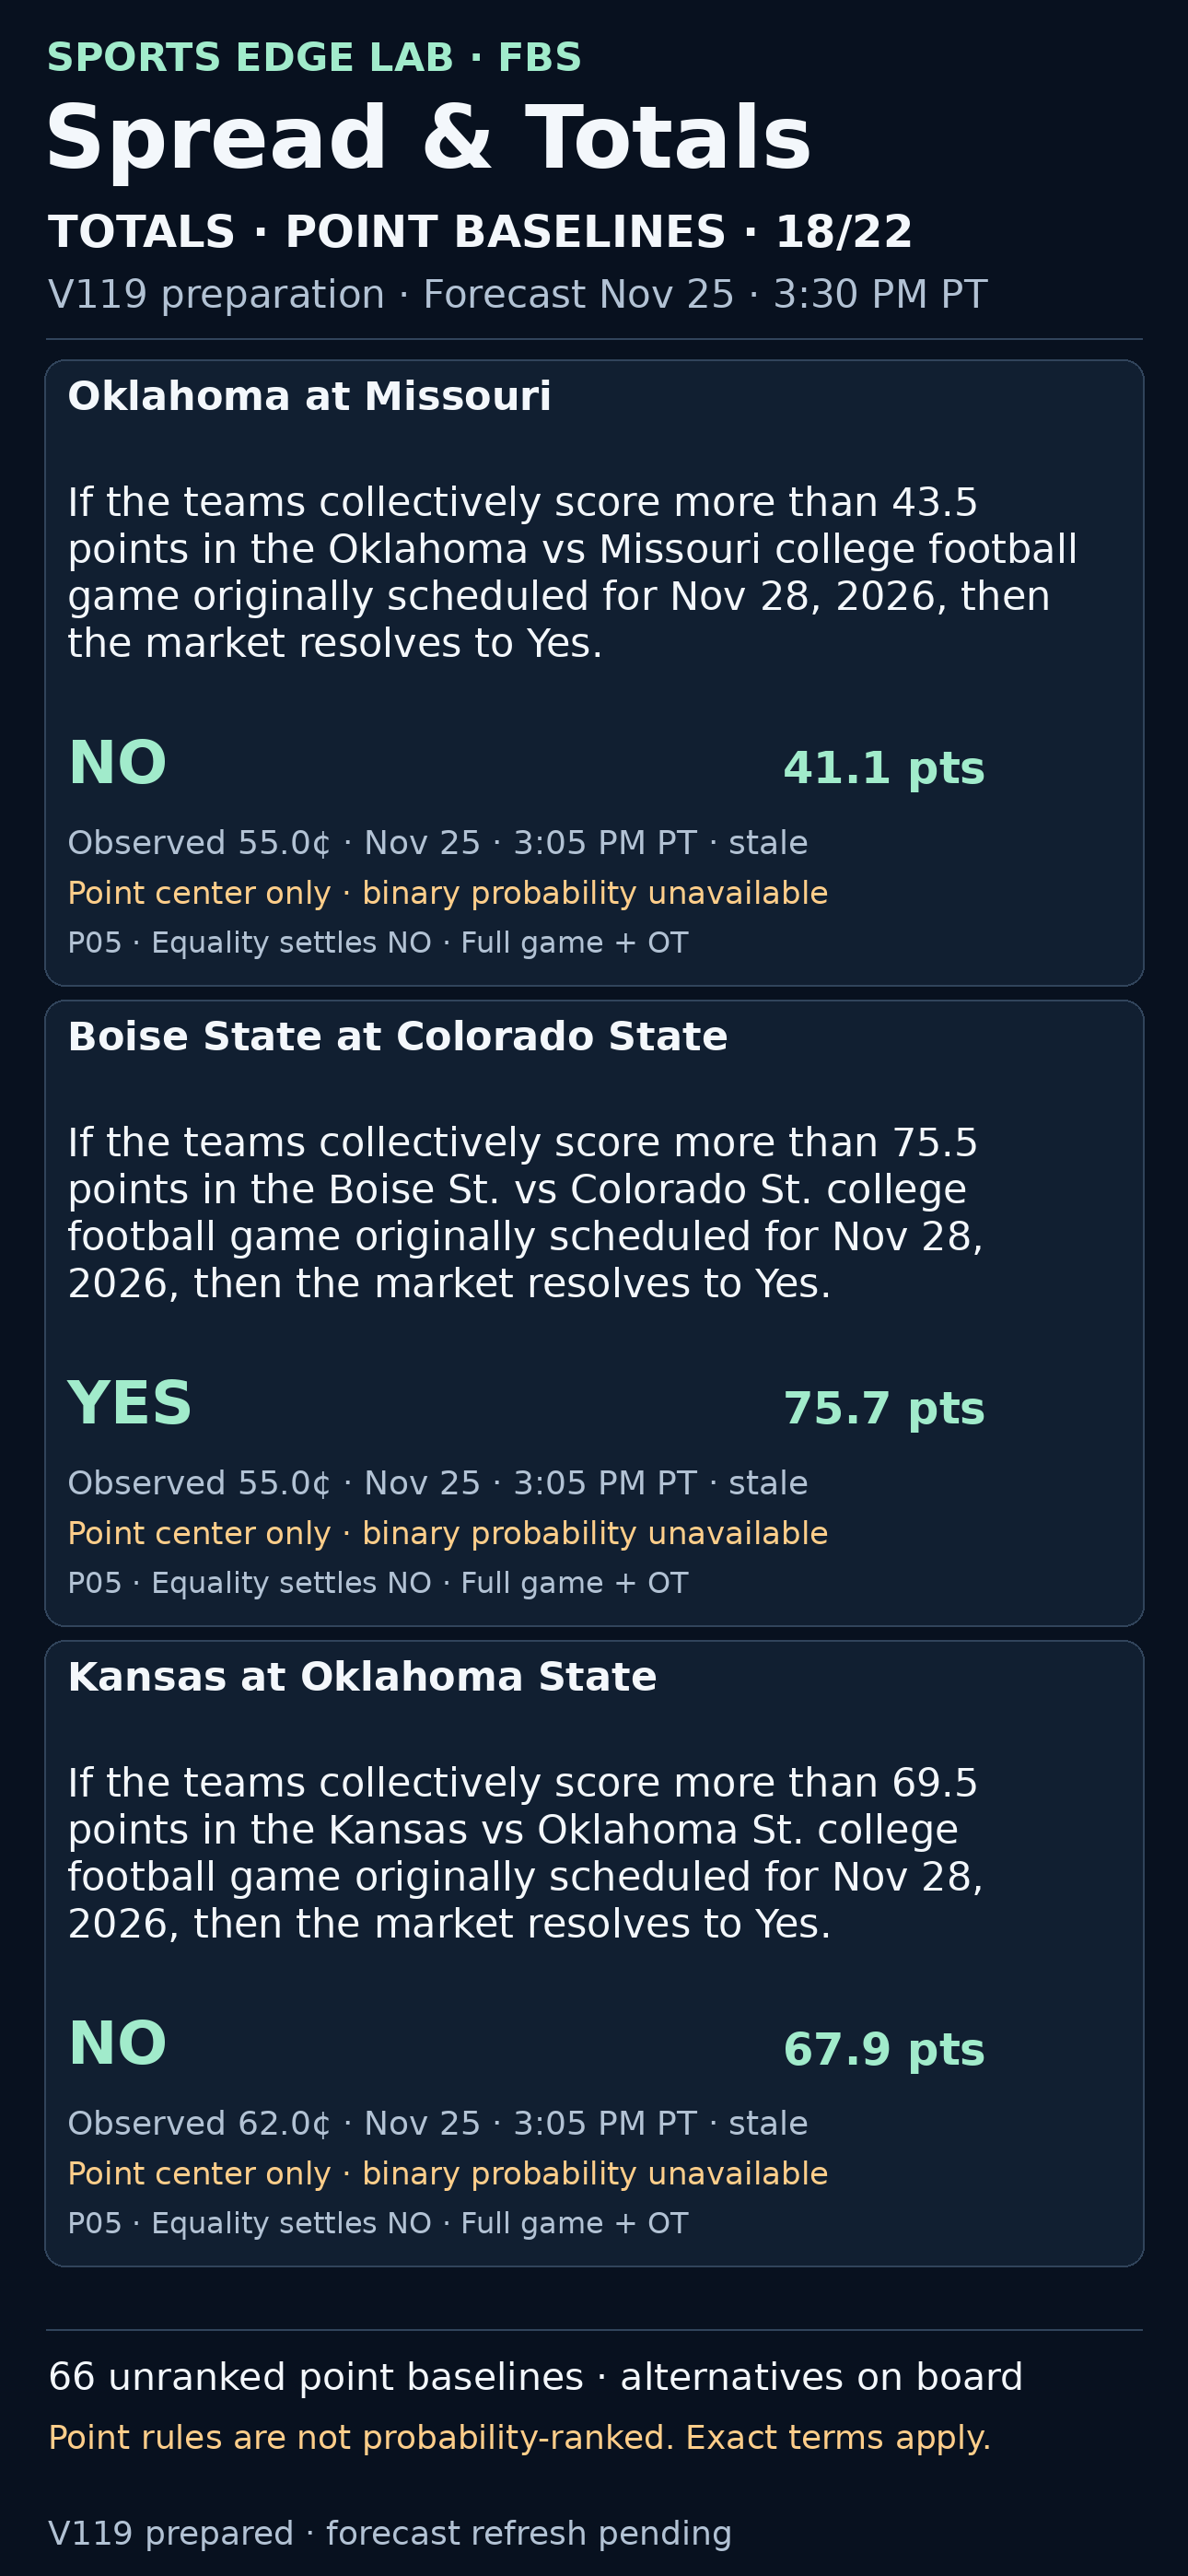 SPORTS EDGE LAB · FBS
Spread & Totals
TOTALS · POINT BASELINES · 18/22
V119 preparation · Forecast Nov 25 · 3:30 PM PT
Oklahoma at Missouri
If the teams collectively score more than 43.5
points in the Oklahoma vs Missouri college football
game originally scheduled for Nov 28, 2026, then
the market resolves to Yes.
NO 41.1 pts
Observed 55.0¢ · Nov 25 · 3:05 PM PT · stale
Point center only · binary probability unavailable
P05 · Equality settles NO · Full game + OT
Boise State at Colorado State
If the teams collectively score more than 75.5
points in the Boise St. vs Colorado St. college
football game originally scheduled for Nov 28,
2026, then the market resolves to Yes.
YES 75.7 pts
Observed 55.0¢ · Nov 25 · 3:05 PM PT · stale
Point center only · binary probability unavailable
P05 · Equality settles NO · Full game + OT
Kansas at Oklahoma State
If the teams collectively score more than 69.5
points in the Kansas vs Oklahoma St. college
football game originally scheduled for Nov 28,
2026, then the market resolves to Yes.
NO 67.9 pts
Observed 62.0¢ · Nov 25 · 3:05 PM PT · stale
Point center only · binary probability unavailable
P05 · Equality settles NO · Full game + OT
66 unranked point baselines · alternatives on board
Point rules are not probability-ranked. Exact terms apply.
V119 prepared · forecast refresh pending